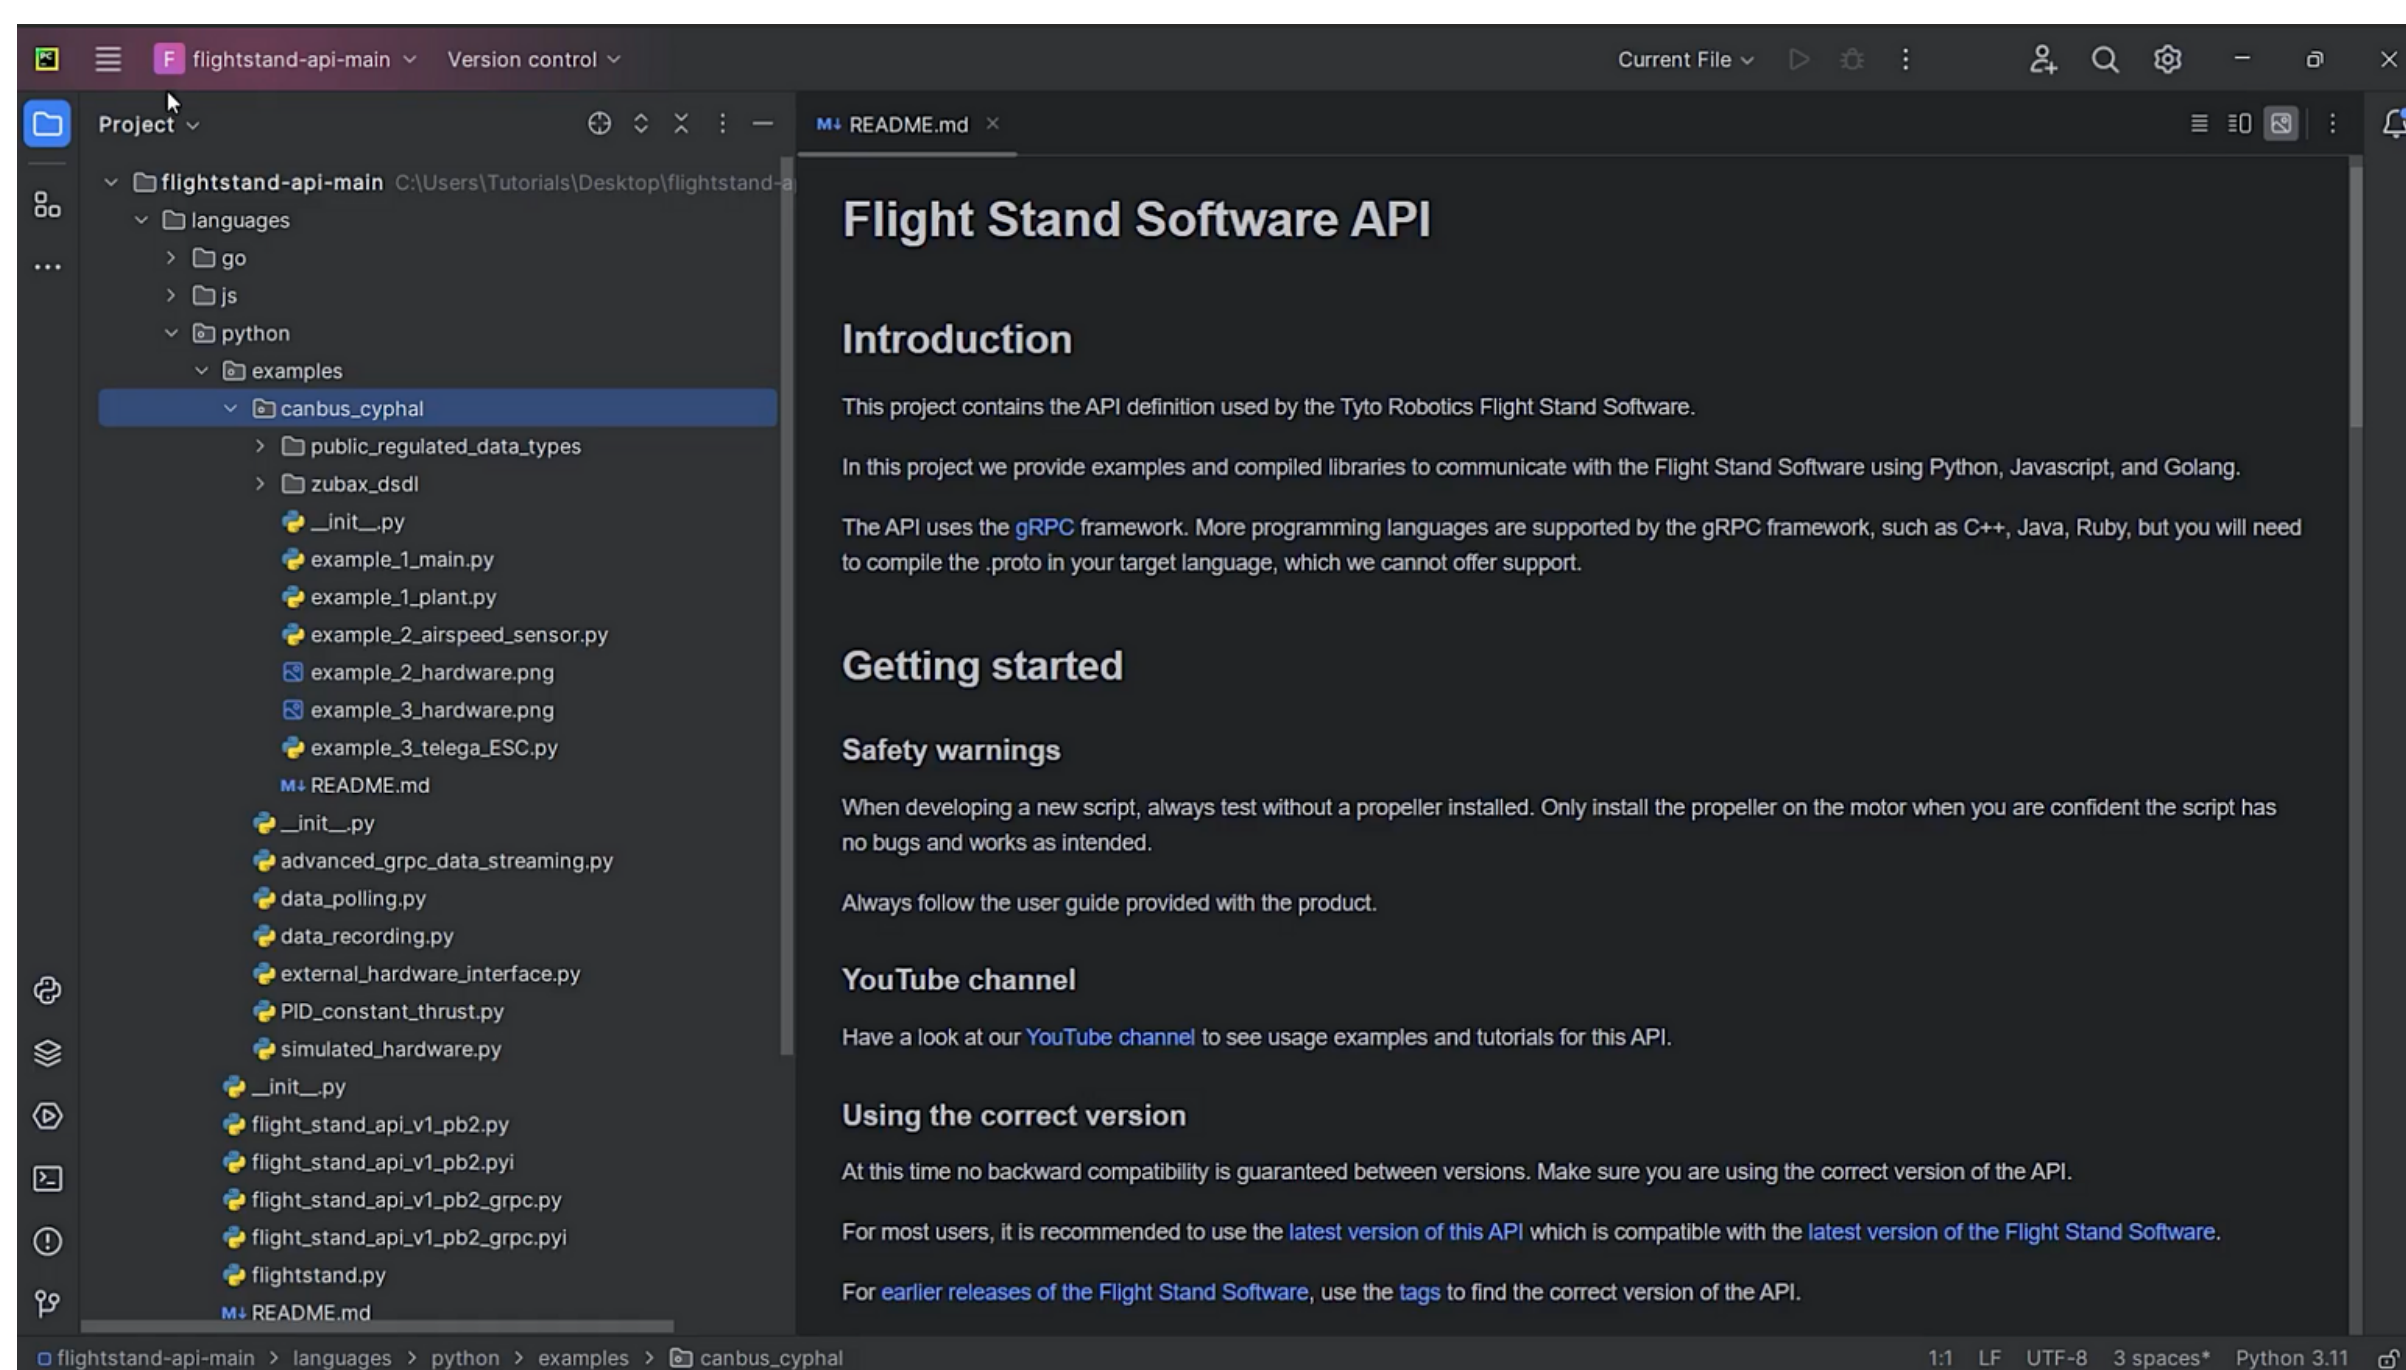 F flightstand-api-main Version control Current File
Project
flightstand-api-main C:\Users\Tutorials\Desktop\flightstand-a
languages
go
js
python
examples
canbus_cyphal
public_regulated_data_types
zubax_dsdl
__init__.py
example_1_main.py
example_1_plant.py
example_2_airspeed_sensor.py
example_2_hardware.png
example_3_hardware.png
example_3_telega_ESC.py
M↓ README.md
__init__.py
advanced_grpc_data_streaming.py
data_polling.py
data_recording.py
external_hardware_interface.py
PID_constant_thrust.py
simulated_hardware.py
__init__.py
flight_stand_api_v1_pb2.py
flight_stand_api_v1_pb2.pyi
flight_stand_api_v1_pb2_grpc.py
flight_stand_api_v1_pb2_grpc.pyi
flightstand.py
M↓ README.md
M↓ README.md
Flight Stand Software API
Introduction
This project contains the API definition used by the Tyto Robotics Flight Stand Software.
In this project we provide examples and compiled libraries to communicate with the Flight Stand Software using Python, Javascript, and Golang.
The API uses the gRPC framework. More programming languages are supported by the gRPC framework, such as C++, Java, Ruby, but you will need
to compile the .proto in your target language, which we cannot offer support.
Getting started
Safety warnings
When developing a new script, always test without a propeller installed. Only install the propeller on the motor when you are confident the script has
no bugs and works as intended.
Always follow the user guide provided with the product.
YouTube channel
Have a look at our YouTube channel to see usage examples and tutorials for this API.
Using the correct version
At this time no backward compatibility is guaranteed between versions. Make sure you are using the correct version of the API.
For most users, it is recommended to use the latest version of this API which is compatible with the latest version of the Flight Stand Software.
For earlier releases of the Flight Stand Software, use the tags to find the correct version of the API.
flightstand-api-main > languages > python > examples > canbus_cyphal 1:1 LF UTF-8 3 spaces* Python 3.11